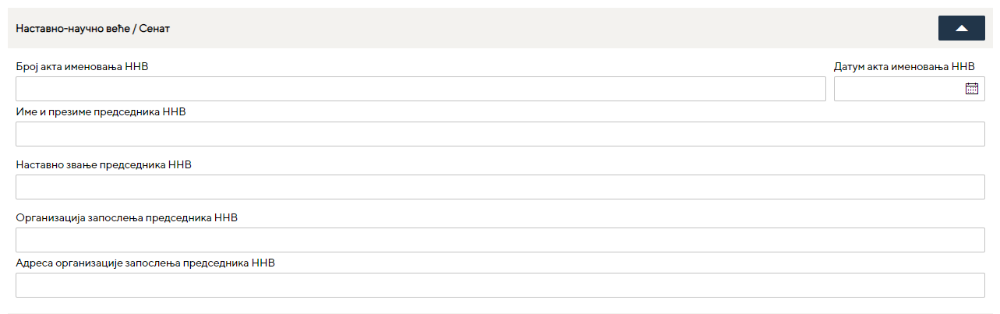 Наставно-научно веће / Сенат
Број акта именовања ННВ
Датум акта именовања ННВ
Име и презиме председника ННВ
Наставно звање председника ННВ
Организација запослења председника ННВ
Адреса организације запослења председника ННВ